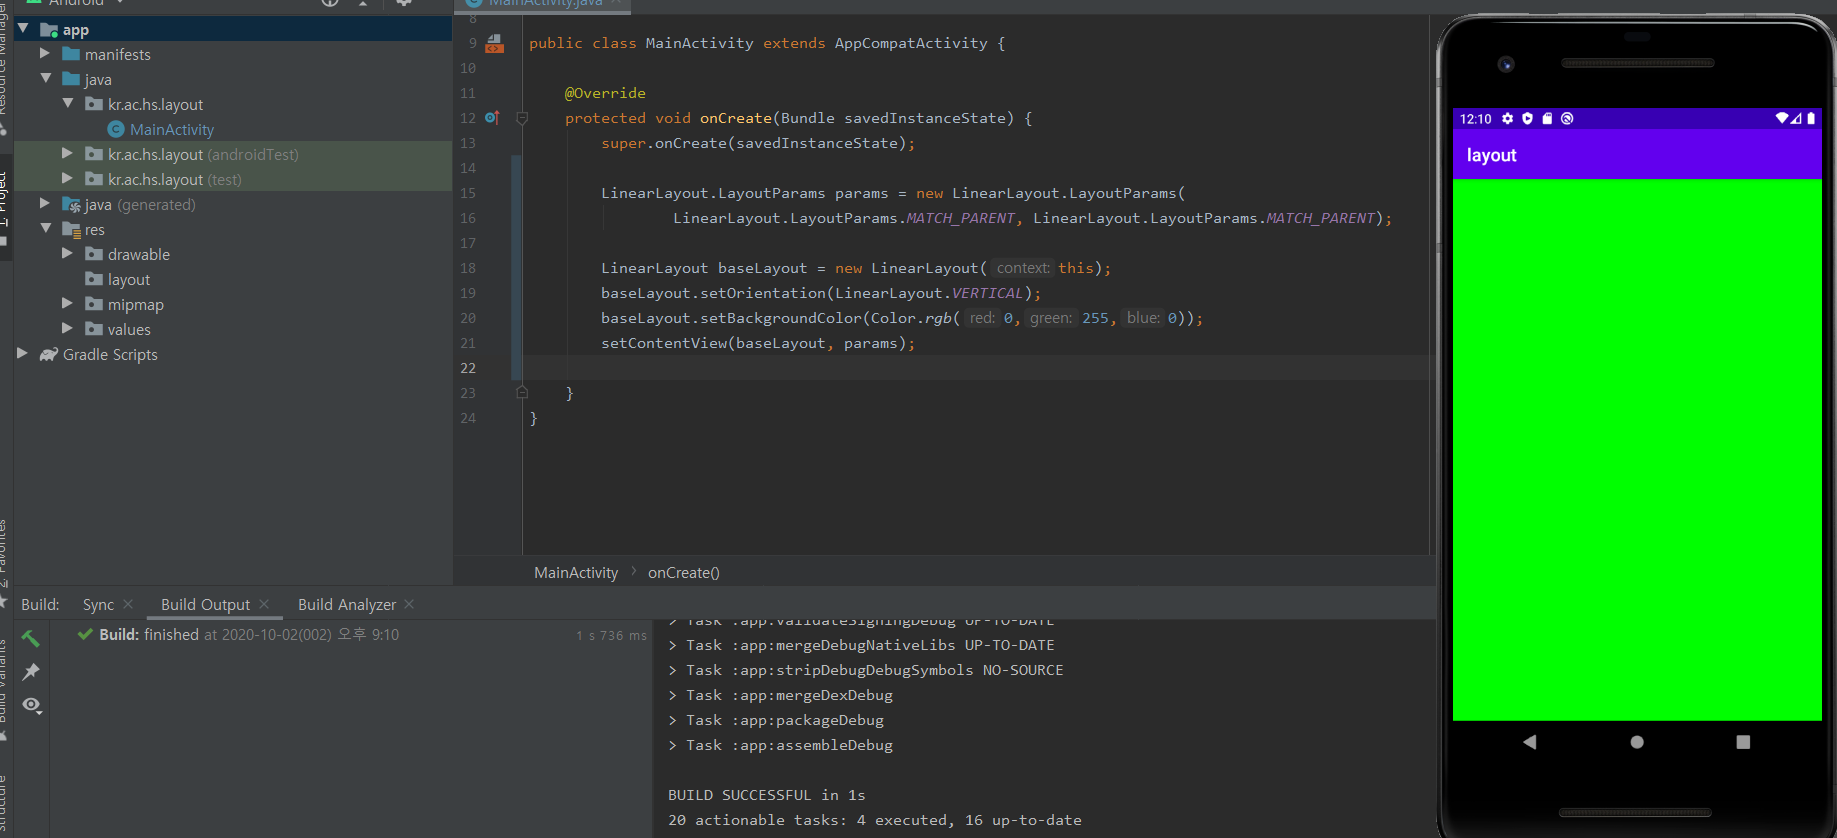 Android
app
manifests
java
kr.ac.hs.layout
MainActivity
kr.ac.hs.layout (androidTest)
kr.ac.hs.layout (test)
java (generated)
res
drawable
layout
mipmap
values
Gradle Scripts
Resource Manager
1: Project
2: Favorites
Build Variants
MainActivity.java
8
9 public class MainActivity extends AppCompatActivity {
10
11 @Override
12 protected void onCreate(Bundle savedInstanceState) {
13 super.onCreate(savedInstanceState);
14
15 LinearLayout.LayoutParams params = new LinearLayout.LayoutParams(
16 LinearLayout.LayoutParams.MATCH_PARENT, LinearLayout.LayoutParams.MATCH_PARENT);
17
18 LinearLayout baseLayout = new LinearLayout( context: this);
19 baseLayout.setOrientation(LinearLayout.VERTICAL);
20 baseLayout.setBackgroundColor(Color.rgb( red: 0, green: 255, blue: 0));
21 setContentView(baseLayout, params);
22
23 }
24 }
MainActivity > onCreate()
Build: Sync Build Output Build Analyzer
Build: finished at 2020-10-02(002) 오후 9:10 1 s 736 ms
> Task :app:validateSigningDebug UP-TO-DATE
> Task :app:mergeDebugNativeLibs UP-TO-DATE
> Task :app:stripDebugDebugSymbols NO-SOURCE
> Task :app:mergeDexDebug
> Task :app:packageDebug
> Task :app:assembleDebug
BUILD SUCCESSFUL in 1s
20 actionable tasks: 4 executed, 16 up-to-date
12:10
layout